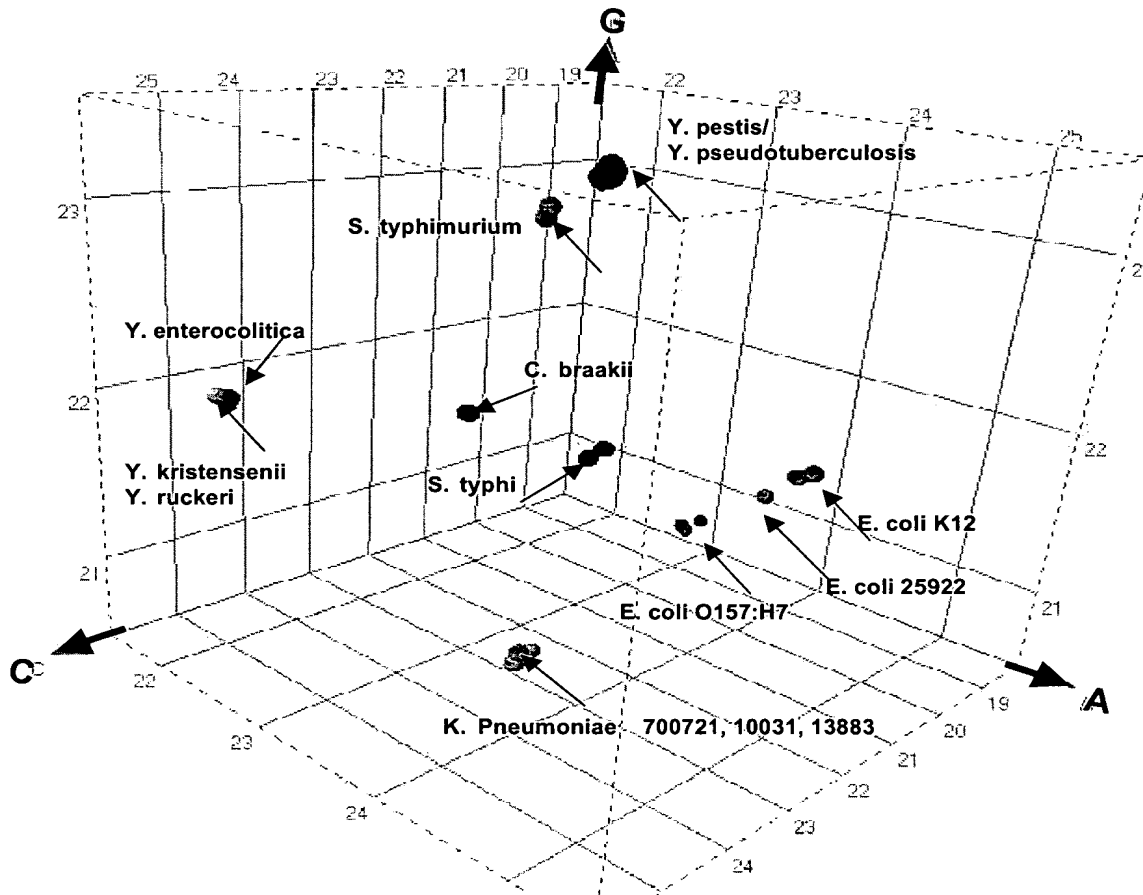 G
25 24 23 22 21 20 19 22 23 24 25
Y. pestis/
Y. pseudotuberculosis
23
S. typhimurium
2
Y. enterocolitica
C. braakii
22
22
Y. kristensenii
Y. ruckeri
S. typhi
E. coli K12
21
E. coli 25922
21
E. coli O157:H7
C
22
19
A
20
K. Pneumoniae 700721, 10031, 13883
23
21
22
24
23
24